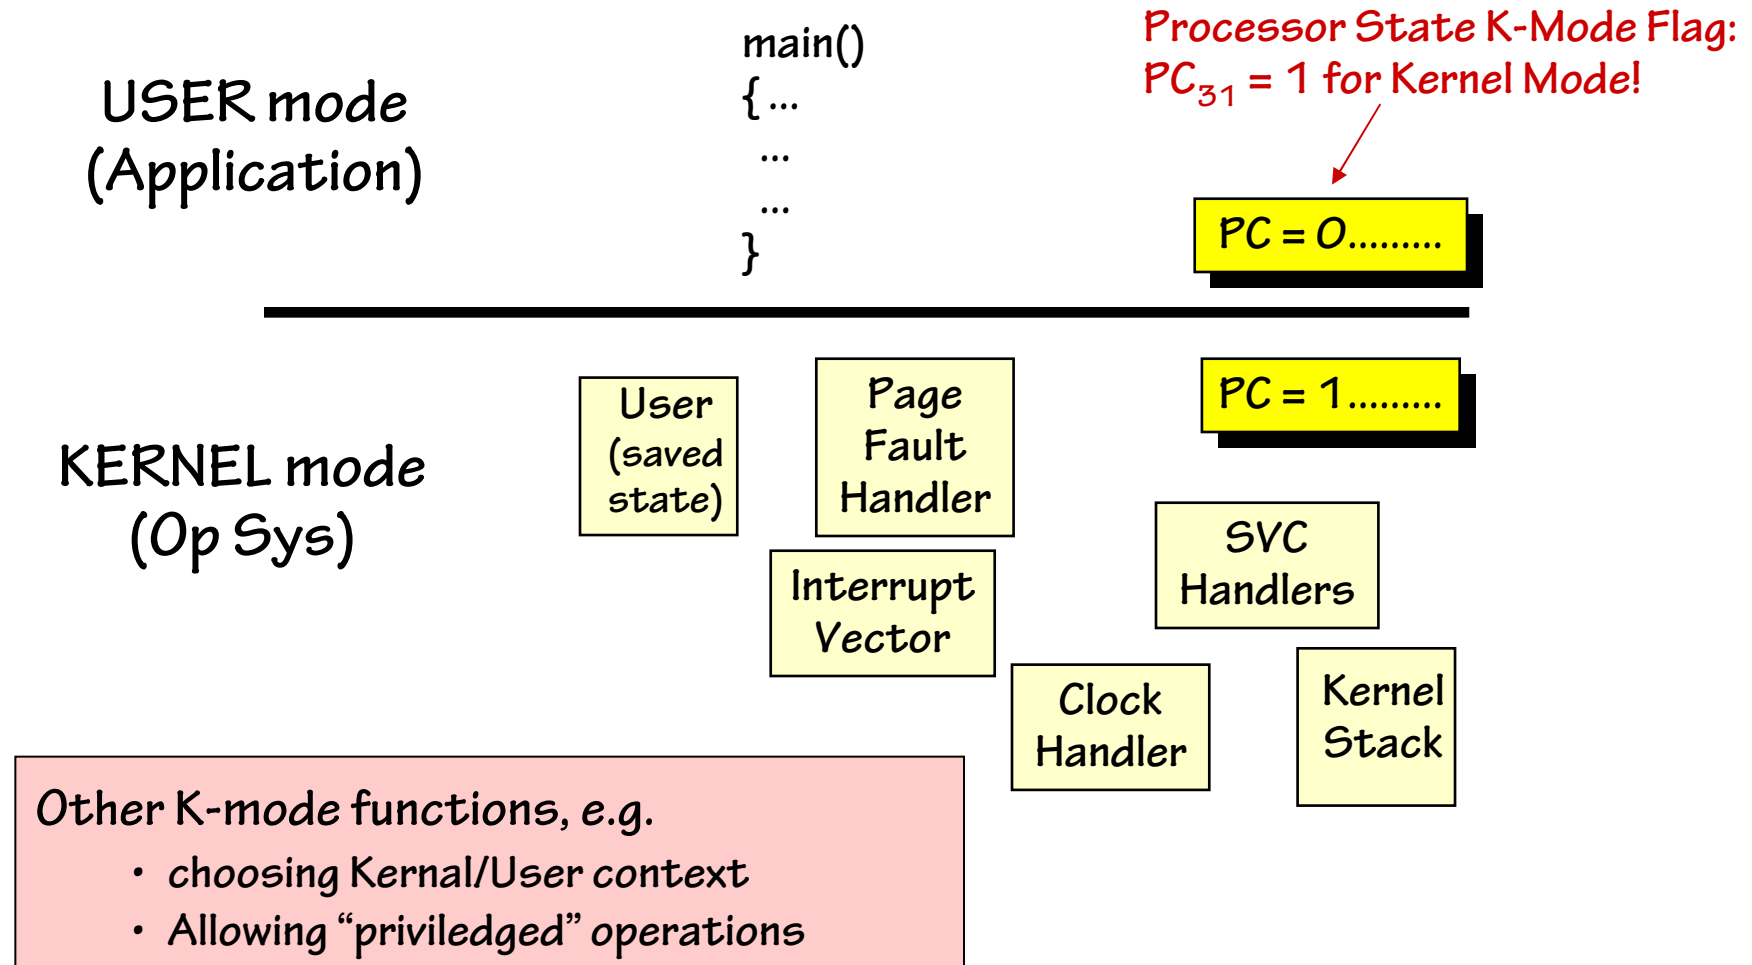 USER mode
(Application)
main()
{ ...
...
...
}
Processor State K-Mode Flag:
PC31 = 1 for Kernel Mode!
PC = 0.........
KERNEL mode
(Op Sys)
User
(saved
state)
Page
Fault
Handler
PC = 1.........
Interrupt
Vector
SVC
Handlers
Clock
Handler
Kernel
Stack
Other K-mode functions, e.g.
• choosing Kernal/User context
• Allowing “priviledged” operations